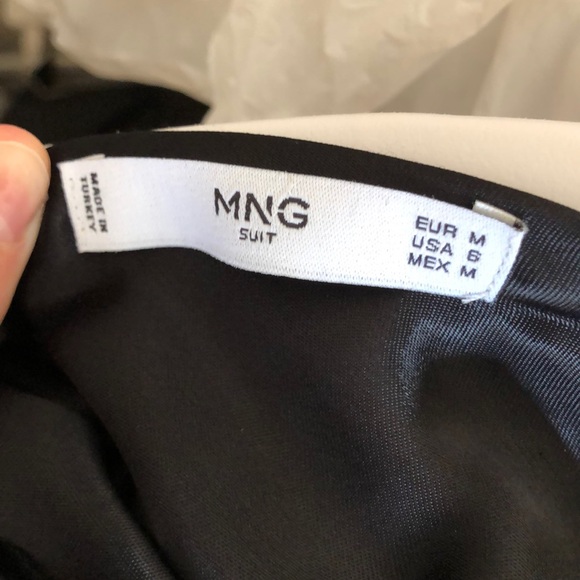 MADE IN
TURKEY
MNG
SUIT
EUR M
USA 6
MEX M